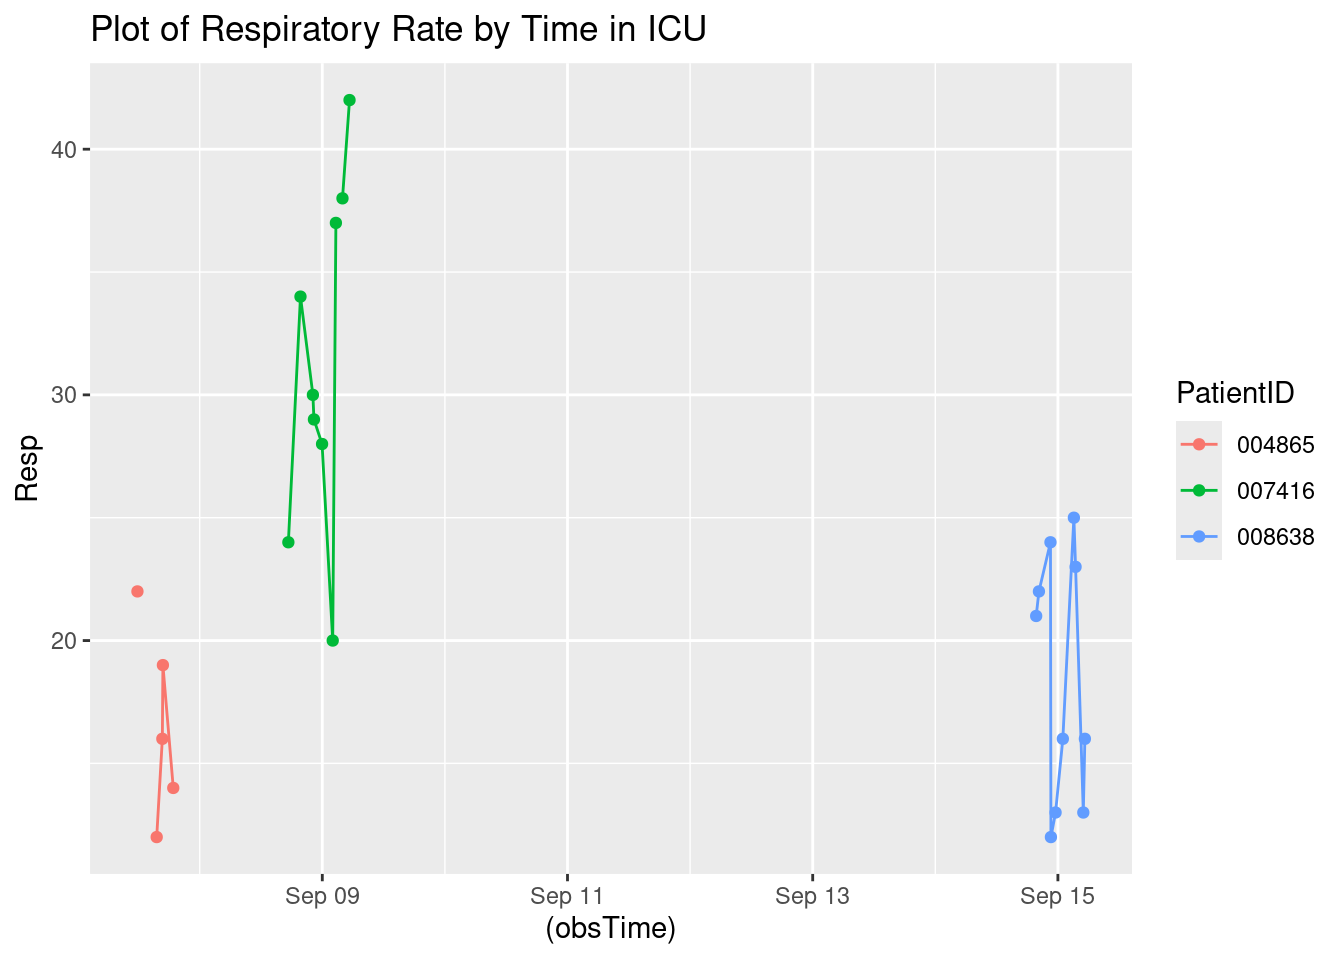 Plot of Respiratory Rate by Time in ICU
40
30
20
Resp
Sep 09
Sep 11
Sep 13
Sep 15
(obsTime)
PatientID
004865
007416
008638